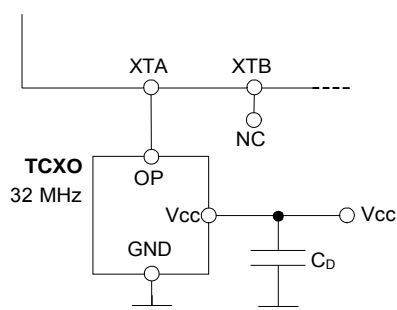 XTA XTB
NC
TCXO OP
32 MHz
Vcc Vcc
GND
CD